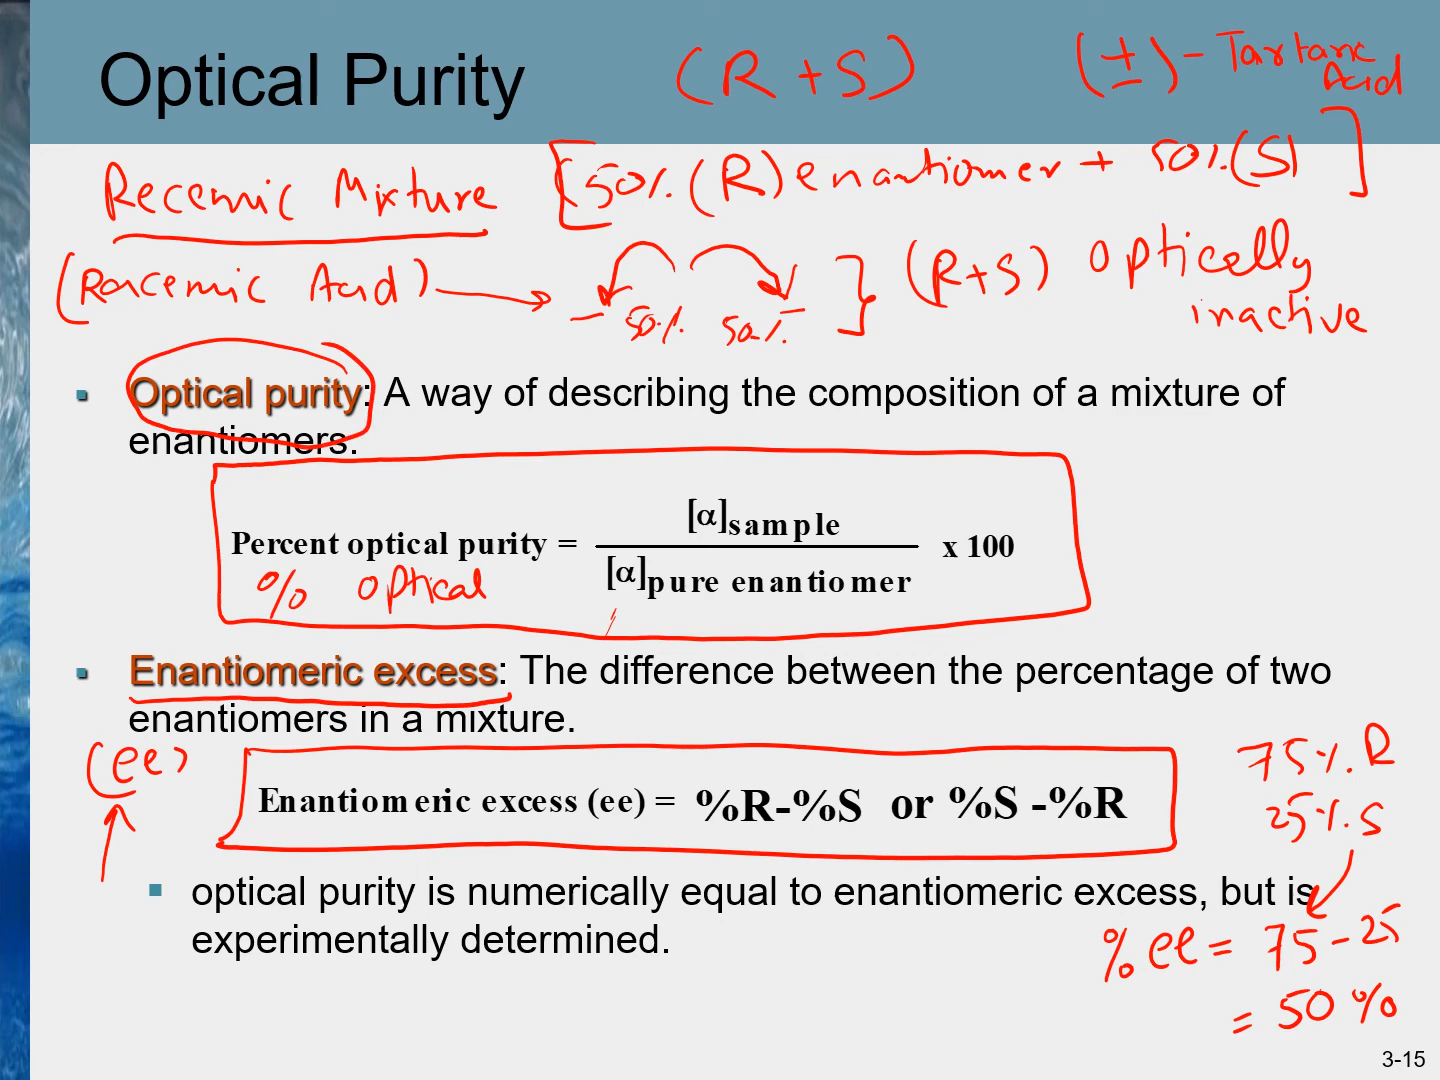 Optical Purity
(R + S)
(±) - Tartaric
Acid
Recemic Mixture [50% (R) enantiomer + 50% (S)]
(Racemic Acid) → - 50% 50% } (R+S) optically
inactive
Optical purity: A way of describing the composition of a mixture of
enantiomers.
Percent optical purity = [α]sample / [α]pure enantiomer x 100
% optical
Enantiomeric excess: The difference between the percentage of two
enantiomers in a mixture.
(ee)
Enantiomeric excess (ee) = %R-%S or %S -%R
75%. R
25%. S
optical purity is numerically equal to enantiomeric excess, but is
experimentally determined.
% ee = 75 - 25
= 50 %
3-15